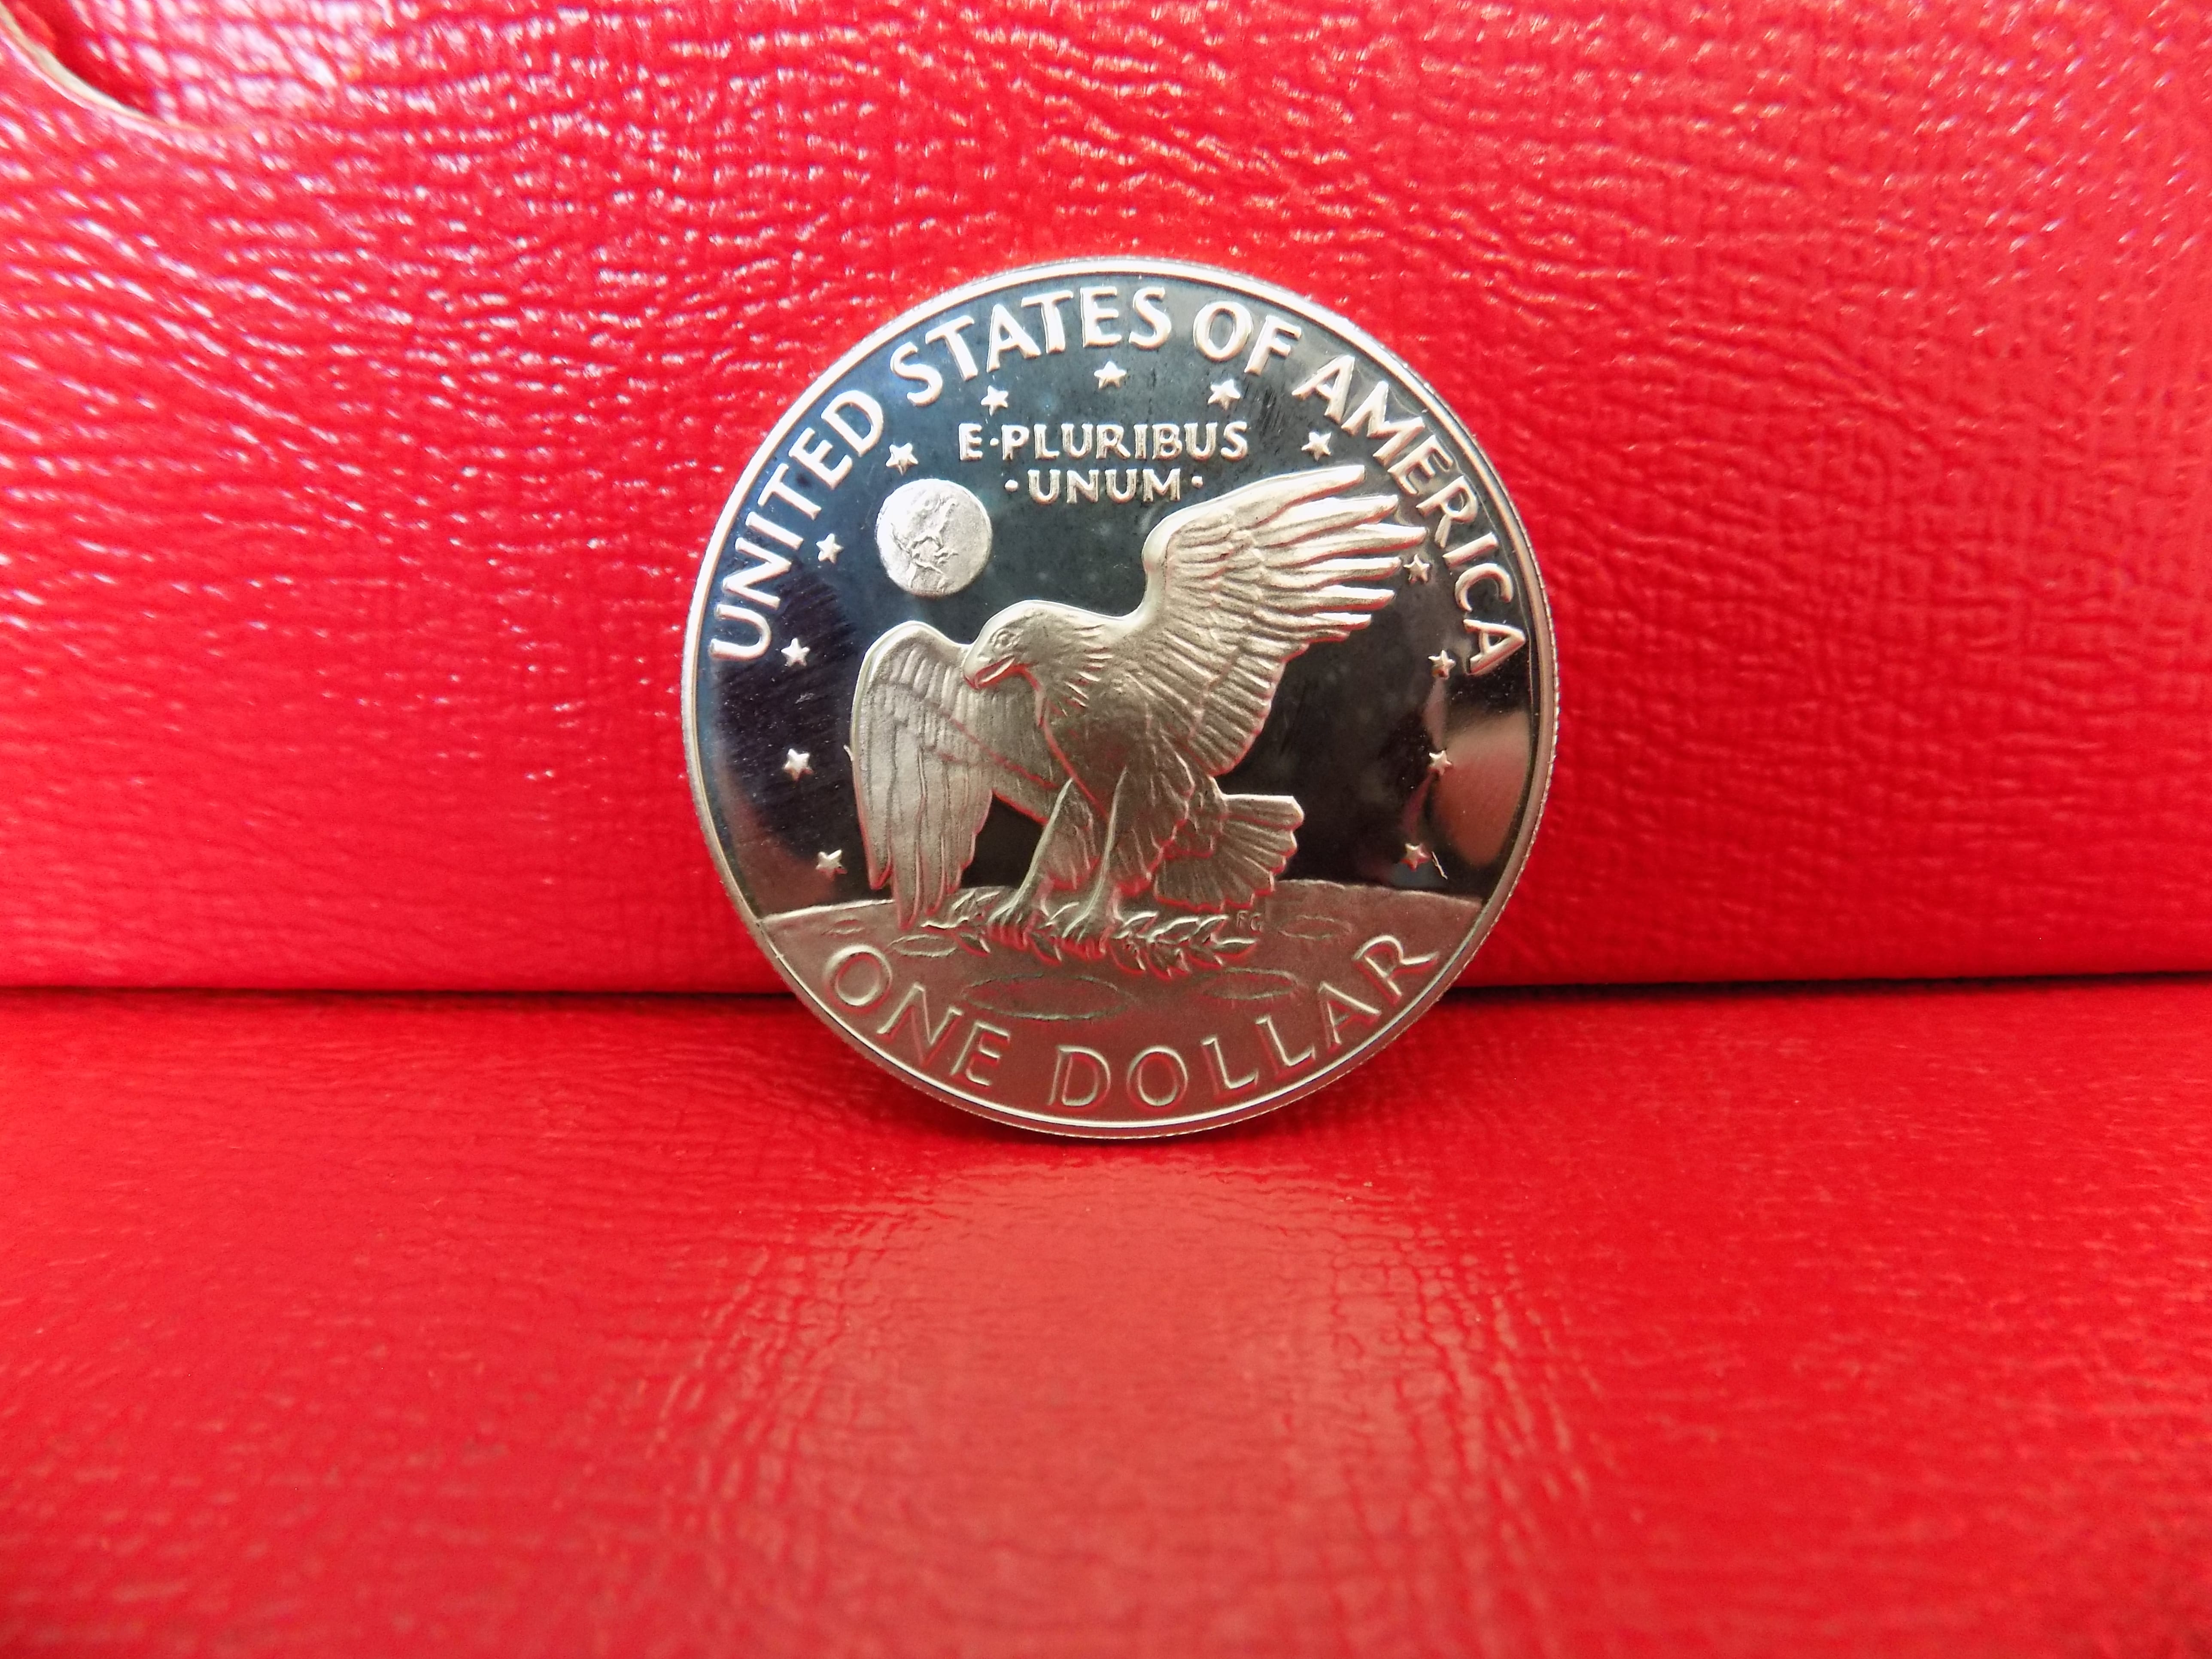 UNITED STATES OF AMERICA
E·PLURIBUS
·UNUM·
FG
ONE DOLLAR